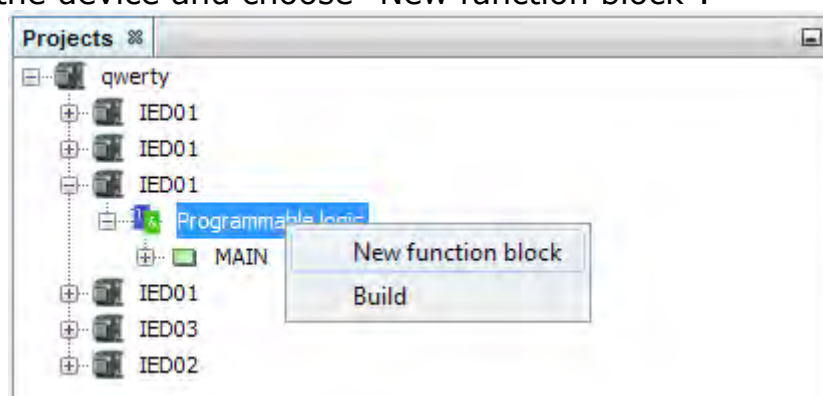 the device and choose "New function block".
Projects
qwerty
IED01
IED01
IED01
Programmable logic
MAIN
New function block
IED01
Build
IED03
IED02